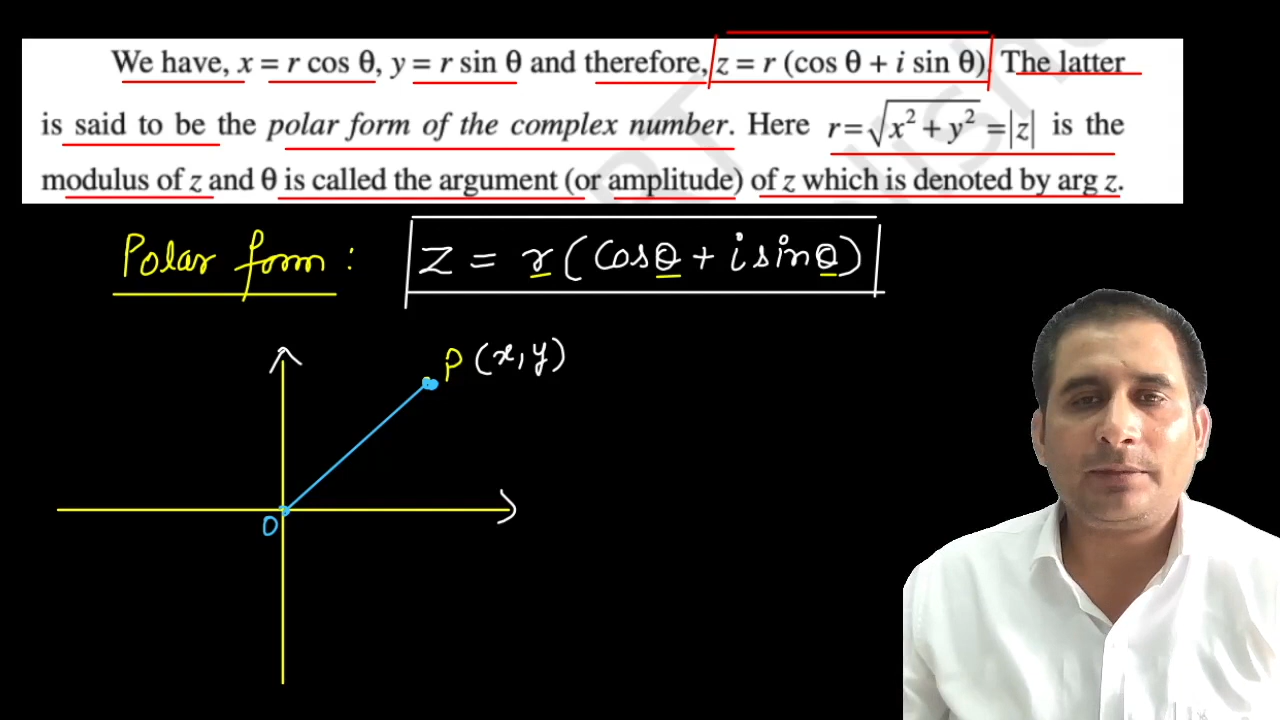 We have, x = r cos θ, y = r sin θ and therefore, z = r (cos θ + i sin θ). The latter
is said to be the polar form of the complex number. Here r=√x²+y² =|z| is the
modulus of z and θ is called the argument (or amplitude) of z which is denoted by arg z.
Polar form : z = r (cosθ + i sinθ)
P (x, y)
O